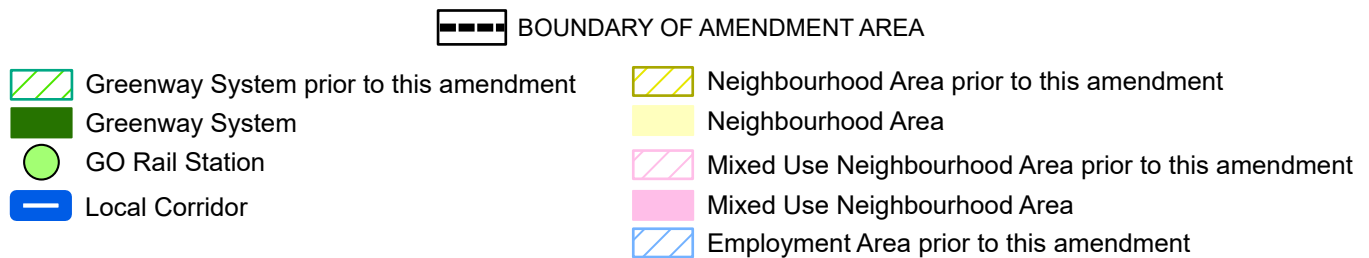 BOUNDARY OF AMENDMENT AREA
Greenway System prior to this amendment
Greenway System
GO Rail Station
Local Corridor
Neighbourhood Area prior to this amendment
Neighbourhood Area
Mixed Use Neighbourhood Area prior to this amendment
Mixed Use Neighbourhood Area
Employment Area prior to this amendment